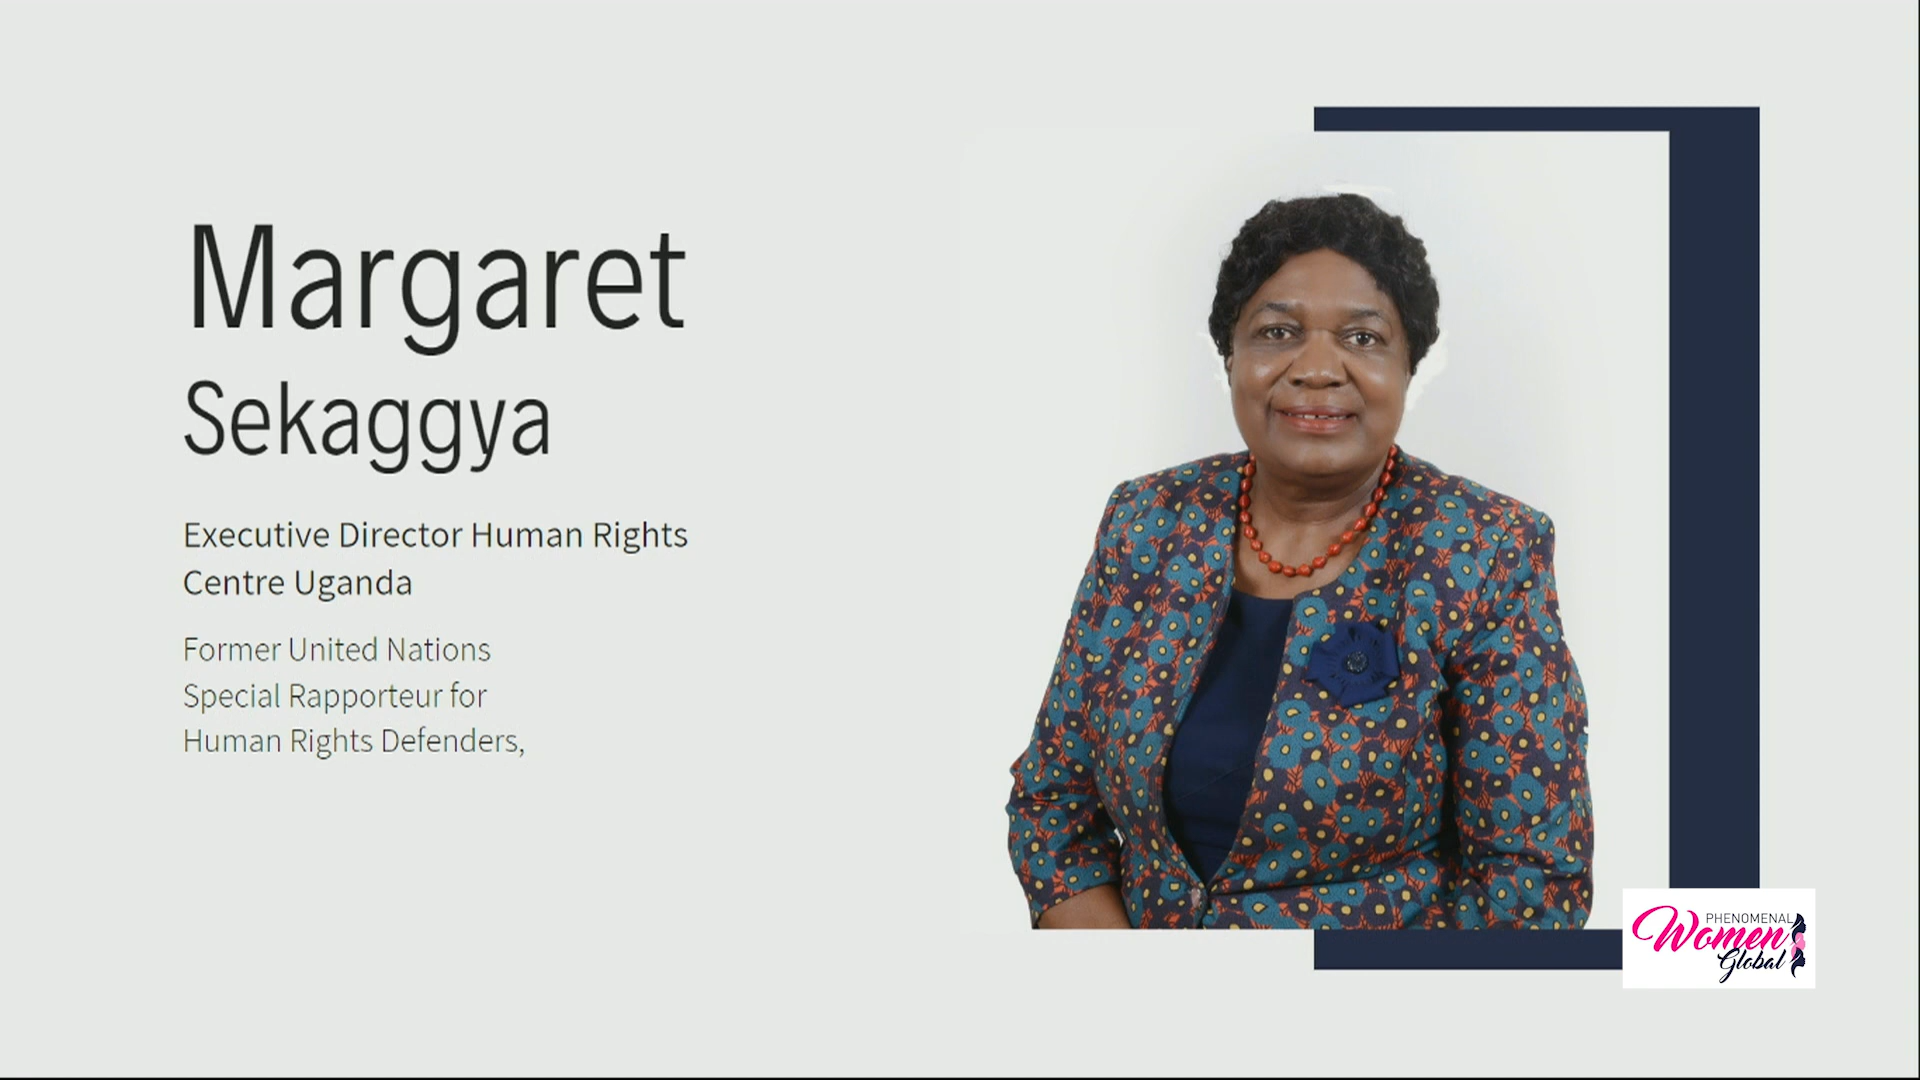 Margaret
Sekaggya
Executive Director Human Rights
Centre Uganda
Former United Nations
Special Rapporteur for
Human Rights Defenders,
PHENOMENAL
Women
Global